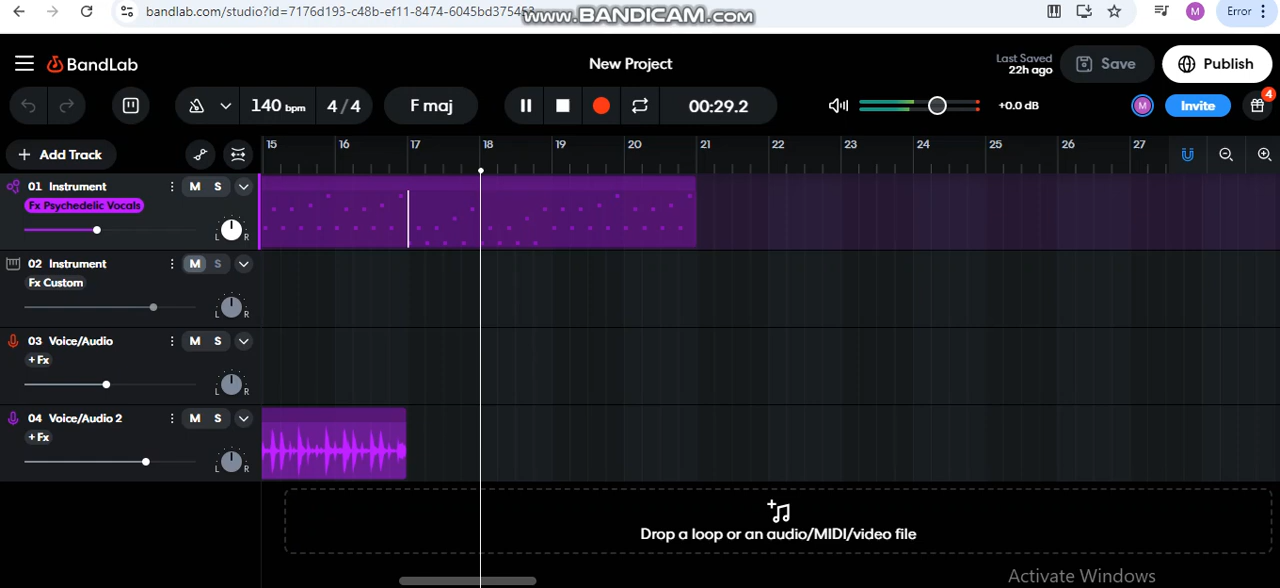 bandlab.com/studio?id=7176d193-c48b-ef11-8474-6045bd375453
www.BANDICAM.com
M
Error
BandLab
New Project
Last Saved
22h ago
Save
Publish
140 bpm
4 / 4
F maj
00:29.2
+0.0 dB
M
Invite
4
+ Add Track
15 16 17 18 19 20 21 22 23 24 25 26 27
01 Instrument
M S
Fx Psychedelic Vocals
L R
02 Instrument
M S
Fx Custom
L R
03 Voice/Audio
M S
+ Fx
L R
04 Voice/Audio 2
M S
+ Fx
L R
Drop a loop or an audio/MIDI/video file
Activate Windows